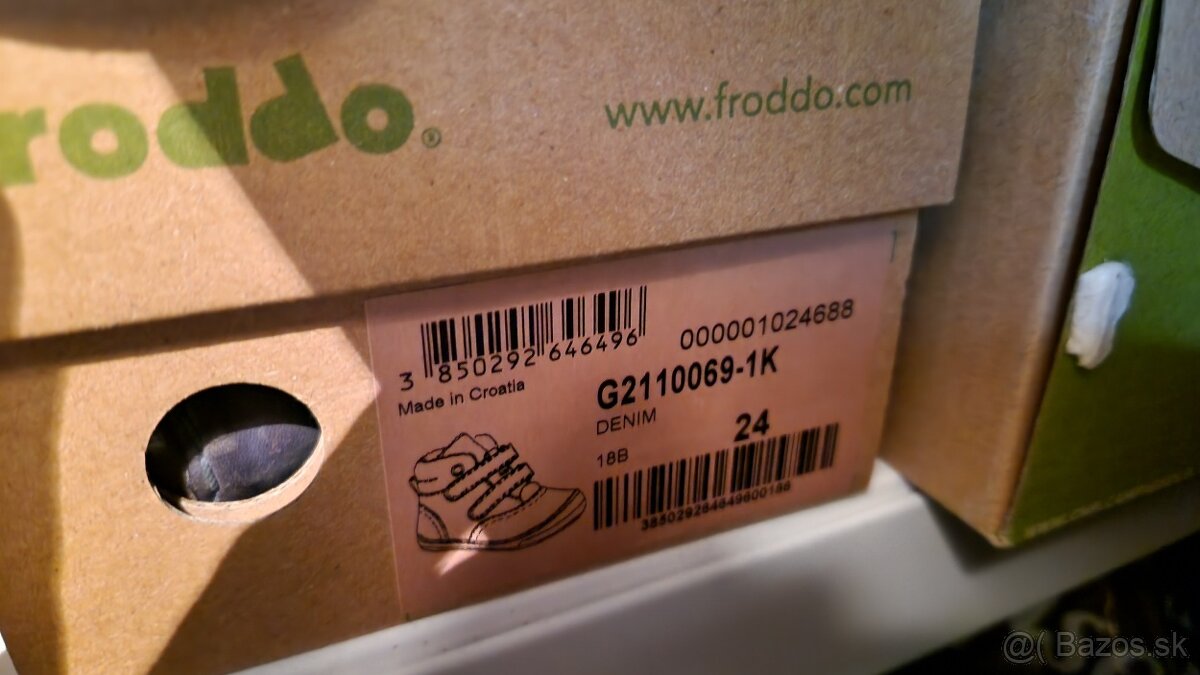 roddo®
www.froddo.com
3 850292 646496
000001024688
Made in Croatia
G2110069-1K
DENIM
24
18B
@( Bazos.sk